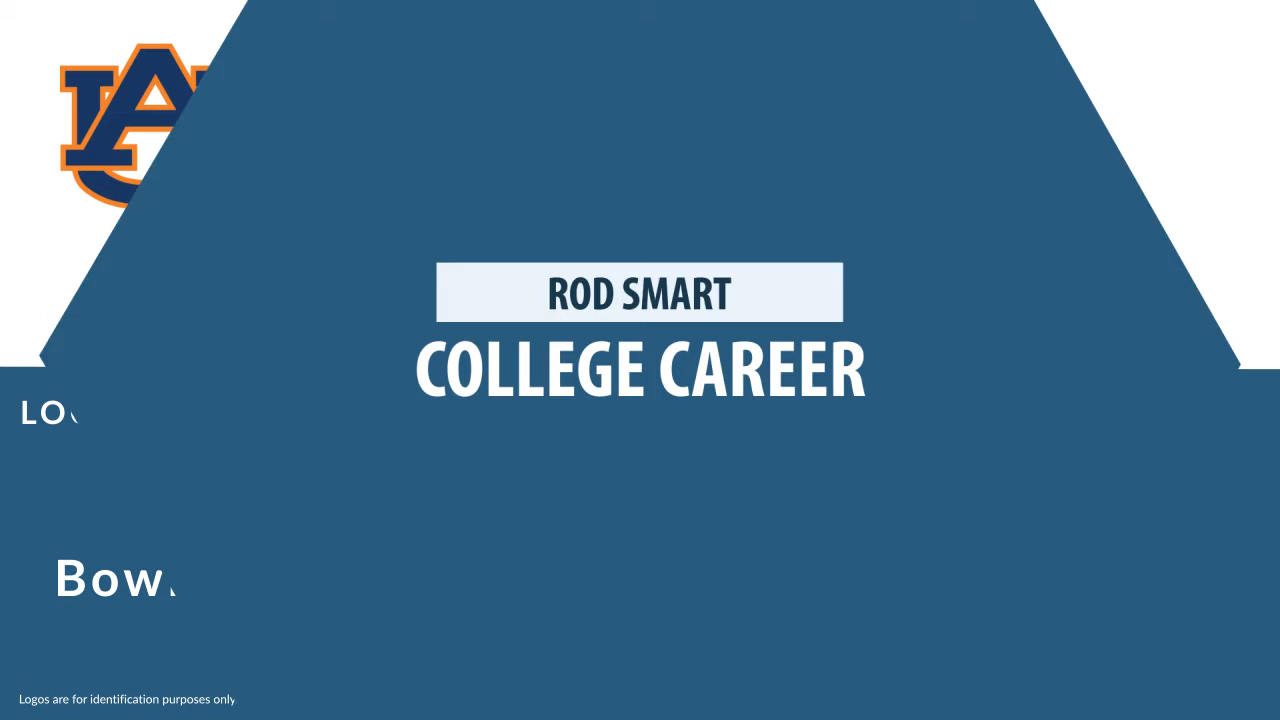 ROD SMART
COLLEGE CAREER
Logos are for identification purposes only